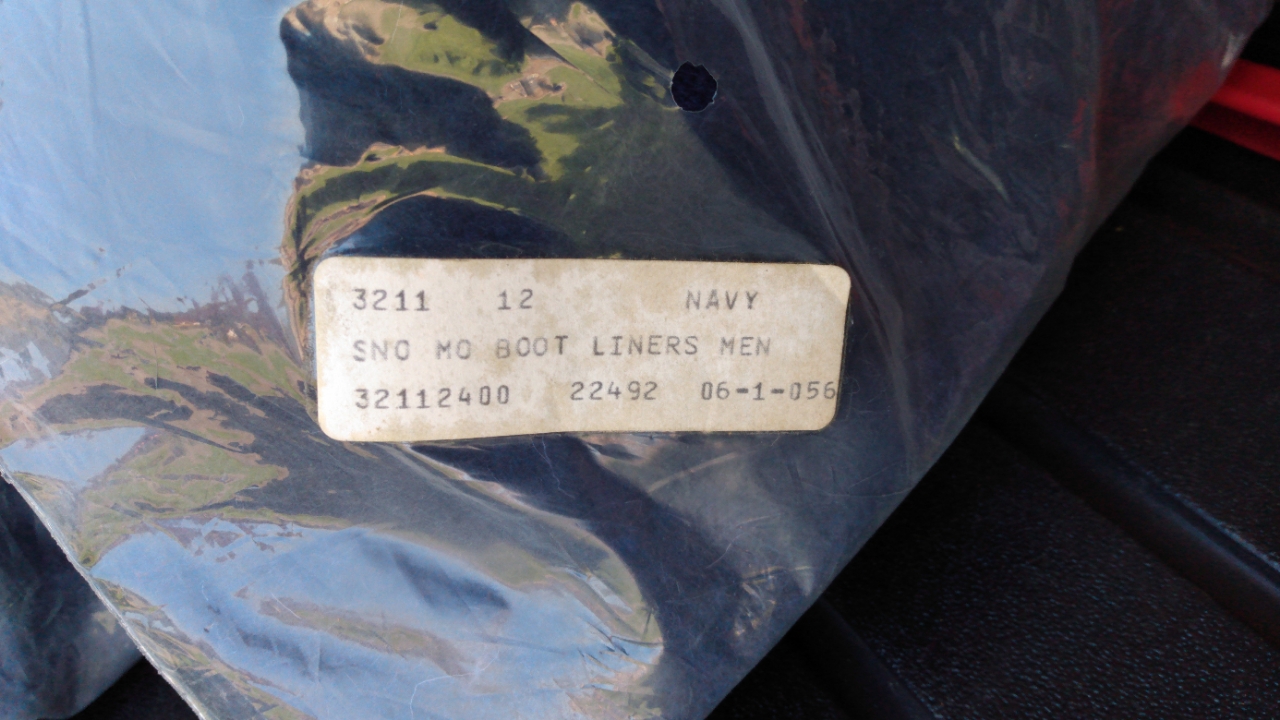 3211 12 NAVY
SNO MO BOOT LINERS MEN
32112400 22492 06-1-056